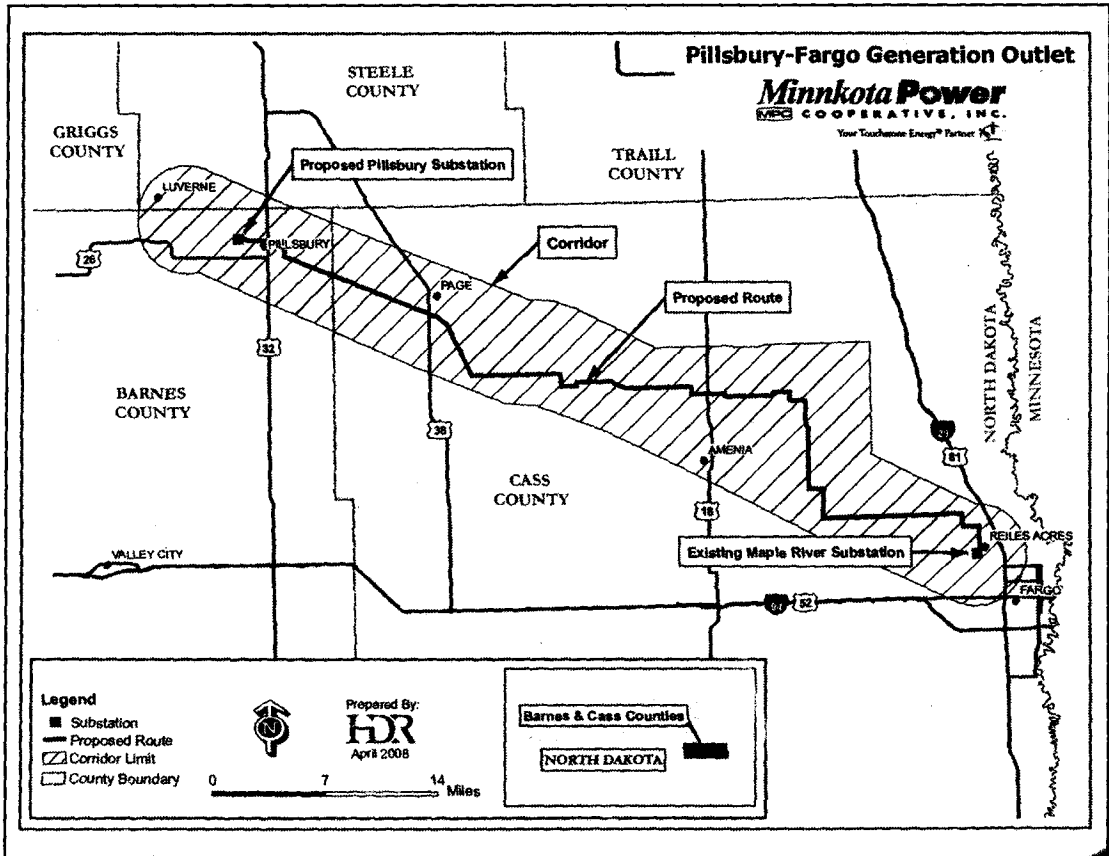 Pillsbury-Fargo Generation Outlet
Minnkota Power
MPC COOPERATIVE, INC.
Your Touchstone Energy® Partner
STEELE
COUNTY
GRIGGS
COUNTY
TRAILL
COUNTY
Proposed Pillsbury Substation
LUVERNE
Corridor
26
PILLSBURY
PAGE
Proposed Route
NORTH DAKOTA
MINNESOTA
32
BARNES
COUNTY
38
CASS
COUNTY
AMENIA
81
18
Existing Maple River Substation
REILES ACRES
VALLEY CITY
52
FARGO
Legend
Substation
Proposed Route
Corridor Limit
County Boundary
N
Prepared By:
HDR
April 2008
0 7 14
Miles
Barnes & Cass Counties
NORTH DAKOTA